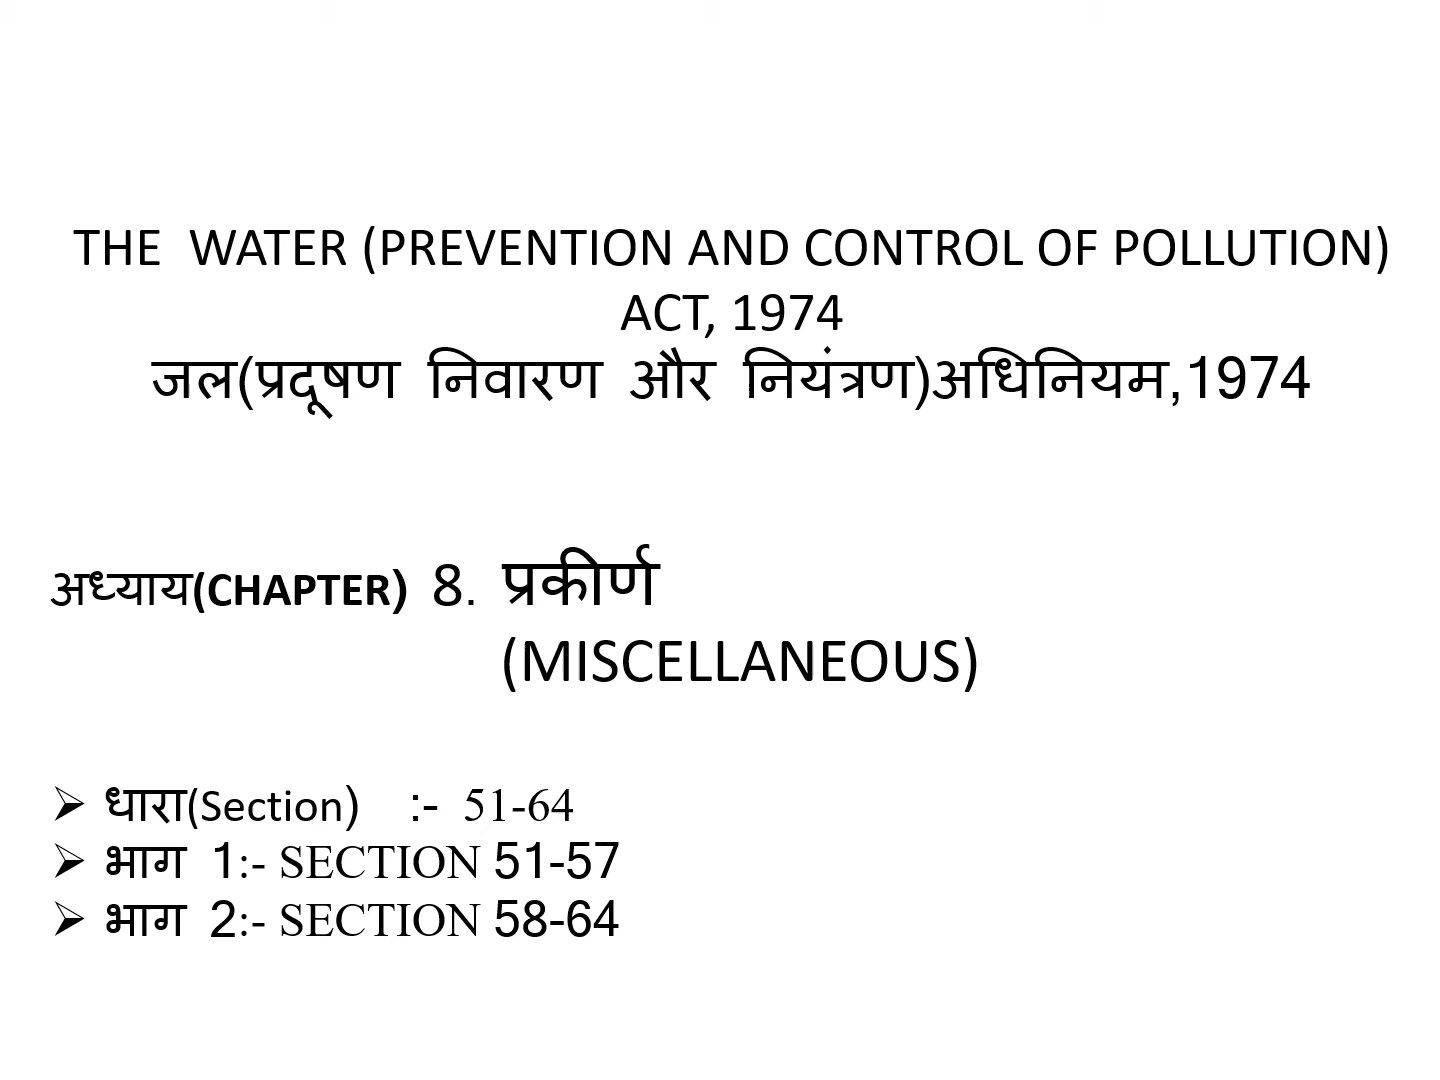 THE WATER (PREVENTION AND CONTROL OF POLLUTION)
ACT, 1974
जल(प्रदूषण निवारण और नियंत्रण)अधिनियम,1974
अध्याय(CHAPTER) 8. प्रकीर्ण
(MISCELLANEOUS)
➢ धारा(Section) :- 51-64
➢ भाग 1:- SECTION 51-57
➢ भाग 2:- SECTION 58-64